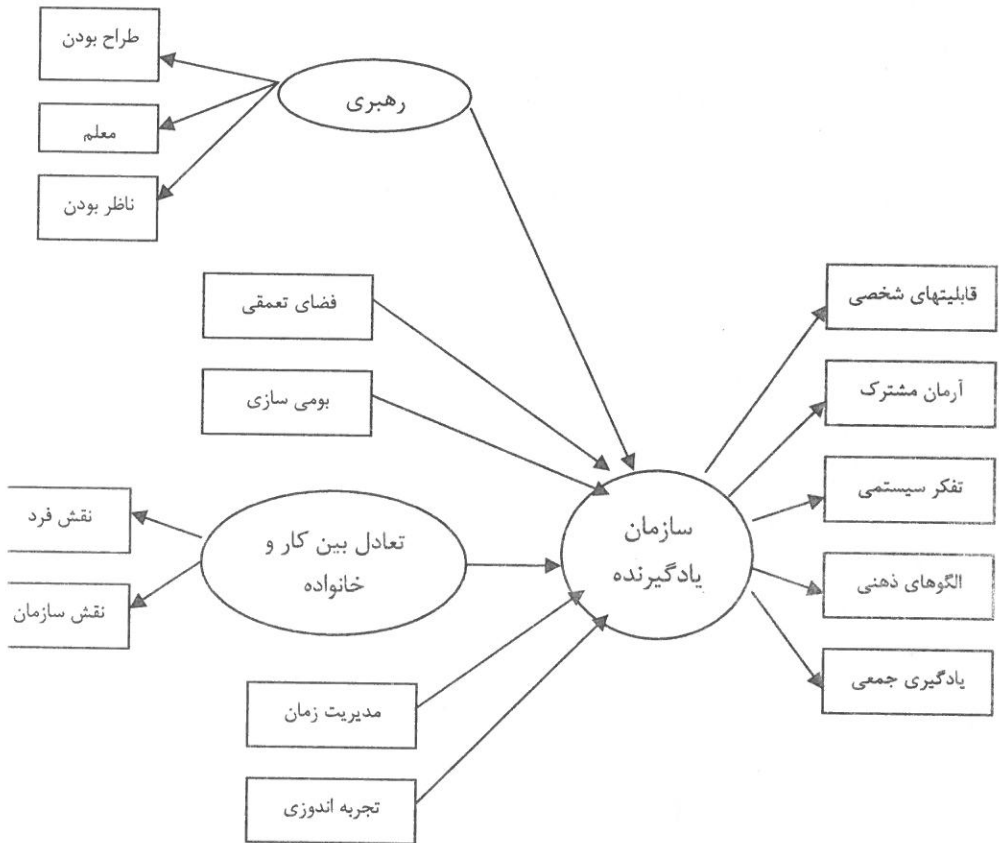 طراح بودن
رهبری
معلم
ناظر بودن
فضای تعمقی
قابلیتهای شخصی
بومی سازی
آرمان مشترک
تفکر سیستمی
نقش فرد
تعادل بین کار و
خانواده
سازمان
یادگیرنده
الگوهای ذهنی
نقش سازمان
یادگیری جمعی
مدیریت زمان
تجربه اندوزی